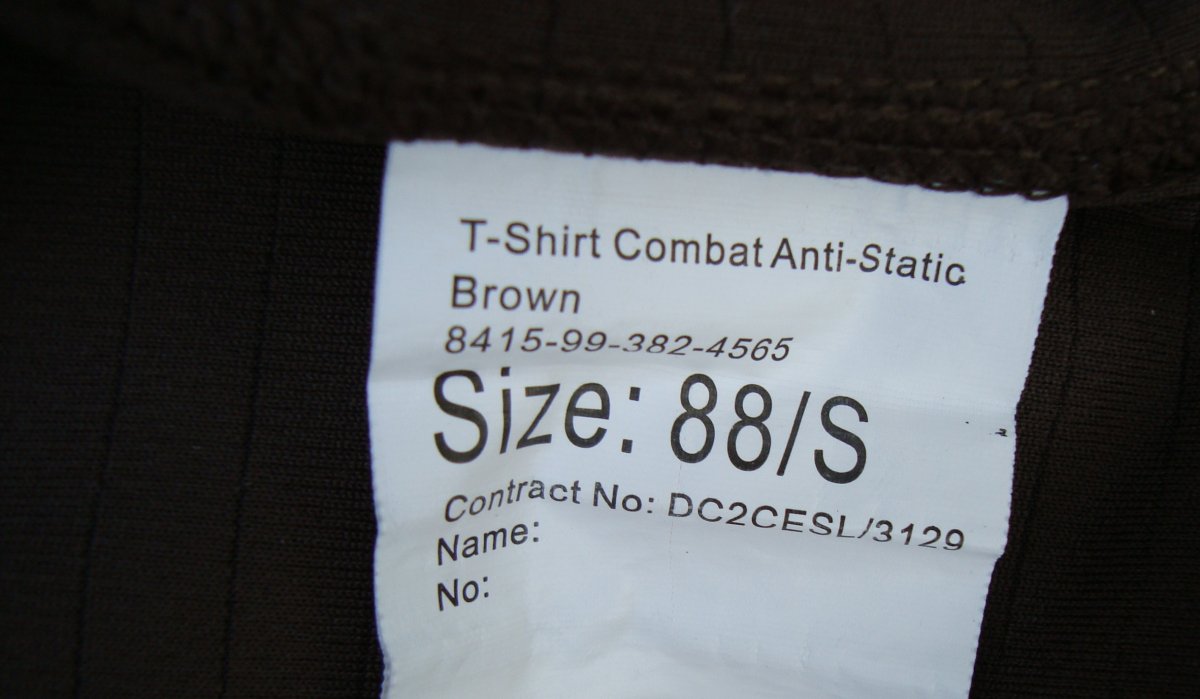 T-Shirt Combat Anti-Static
Brown
8415-99-382-4565
Size: 88/S
Contract No: DC2CESL/3129
Name:
No: